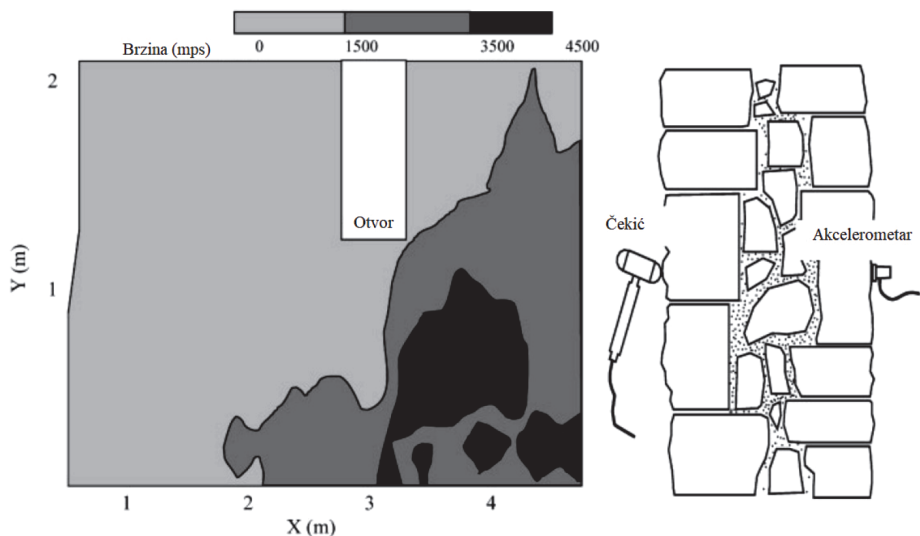 Brzina (mps)
0 1500 3500 4500
2
1
Y (m)
Otvor
1 2 3 4
X (m)
Čekić
Akcelerometar